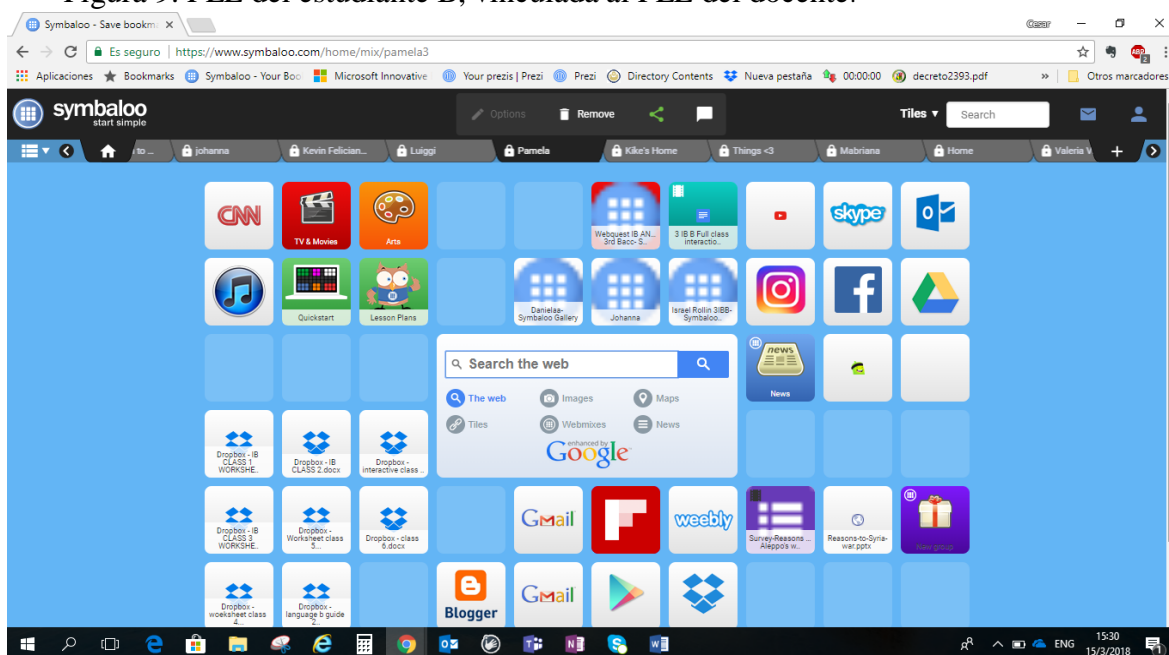 Figura 9. PLE del estudiante B, vinculada al PLE del docente.
Symbaloo - Save bookm
Cesar
Es seguro | https://www.symbaloo.com/home/mix/pamela3
Aplicaciones Bookmarks Symbaloo - Your Boo Microsoft Innovative Your prezis | Prezi Prezi Directory Contents Nueva pestaña 00:00:00 decreto2393.pdf » Otros marcadores
symbaloo
start simple
Options Remove Tiles Search
to ... johanna Kevin Felician... Luiggi Pamela Kike's Home Things <3 Mabriana Home Valeria V
CNN
TV & Movies
Arts
Webquest IB AN...
3rd Bacc- S...
3 IB B Full class
interactio..
skype
Quickstart
Lesson Plans
Danielaa-
Symbaloo Gallery
Johanna
Israel Rollin 3IBB-
Symbaloo..
Search the web
The web Images Maps
Tiles Webmixes News
enhanced by
Google
news
News
Dropbox - IB
CLASS 1
WORKSHE..
Dropbox - IB
CLASS 2.docx
Dropbox -
interactive class ..
Dropbox - IB
CLASS 3
WORKSHE..
Dropbox -
Worksheet class
5...
Dropbox - class
6.docx
Gmail
weebly
Survey-Reasons ...
Aleppo's w..
Reasons-to-Syria-
war.pptx
New group
Dropbox -
woeksheet class
4...
Dropbox -
language b guide
2..
Blogger
Gmail
ENG
15:30
15/3/2018